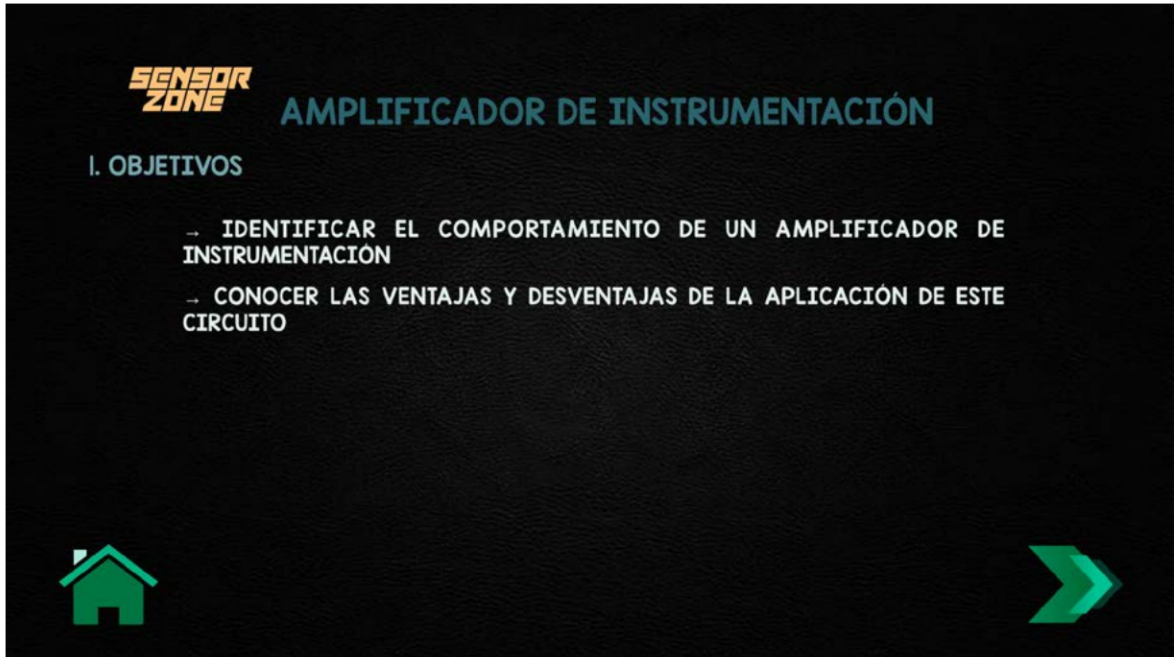 SENSOR
ZONE
AMPLIFICADOR DE INSTRUMENTACIÓN
I. OBJETIVOS
→ IDENTIFICAR EL COMPORTAMIENTO DE UN AMPLIFICADOR DE
INSTRUMENTACIÓN
→ CONOCER LAS VENTAJAS Y DESVENTAJAS DE LA APLICACIÓN DE ESTE
CIRCUITO